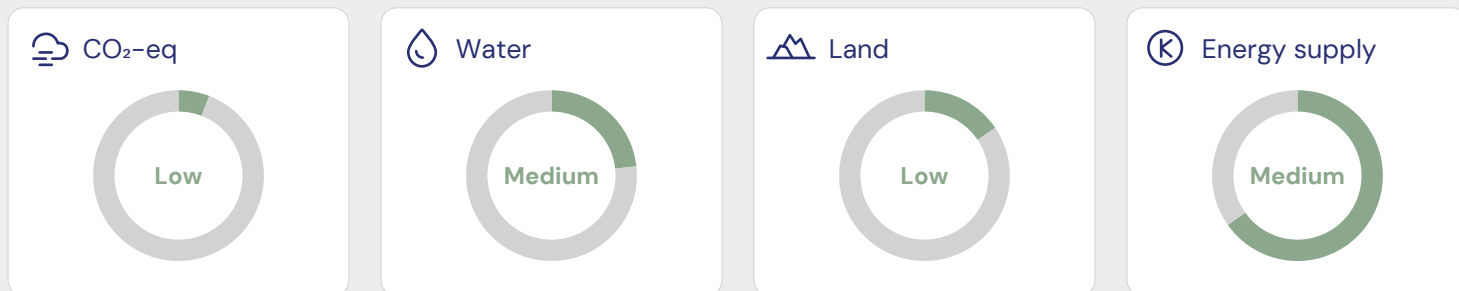 CO₂-eq
Low
Water
Medium
Land
Low
Energy supply
Medium